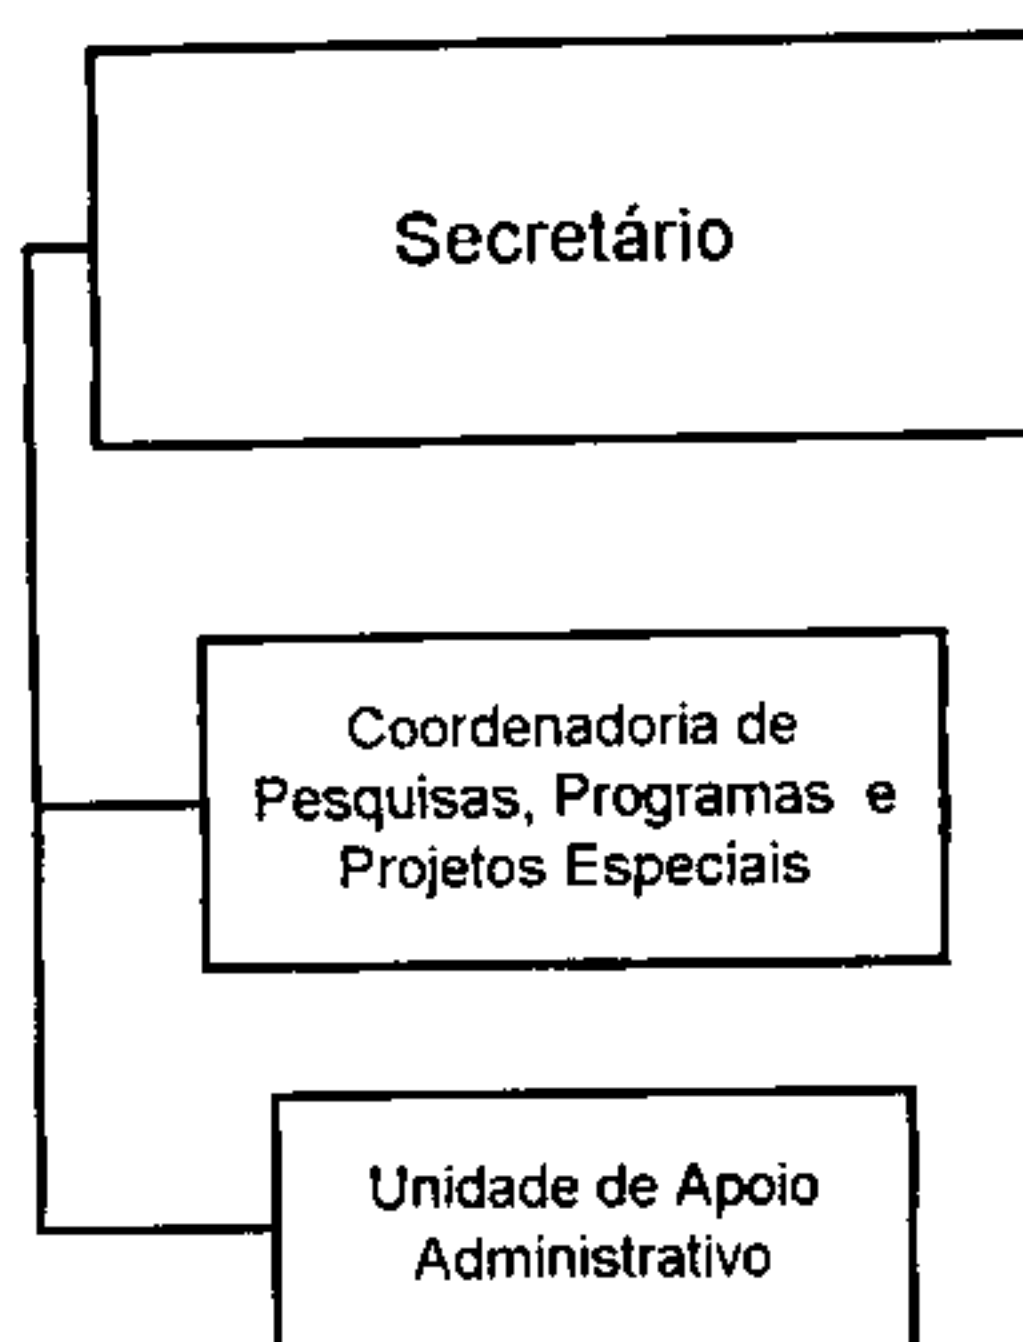 Secretário
Coordenadoria de
Pesquisas, Programas e
Projetos Especiais
Unidade de Apoio
Administrativo